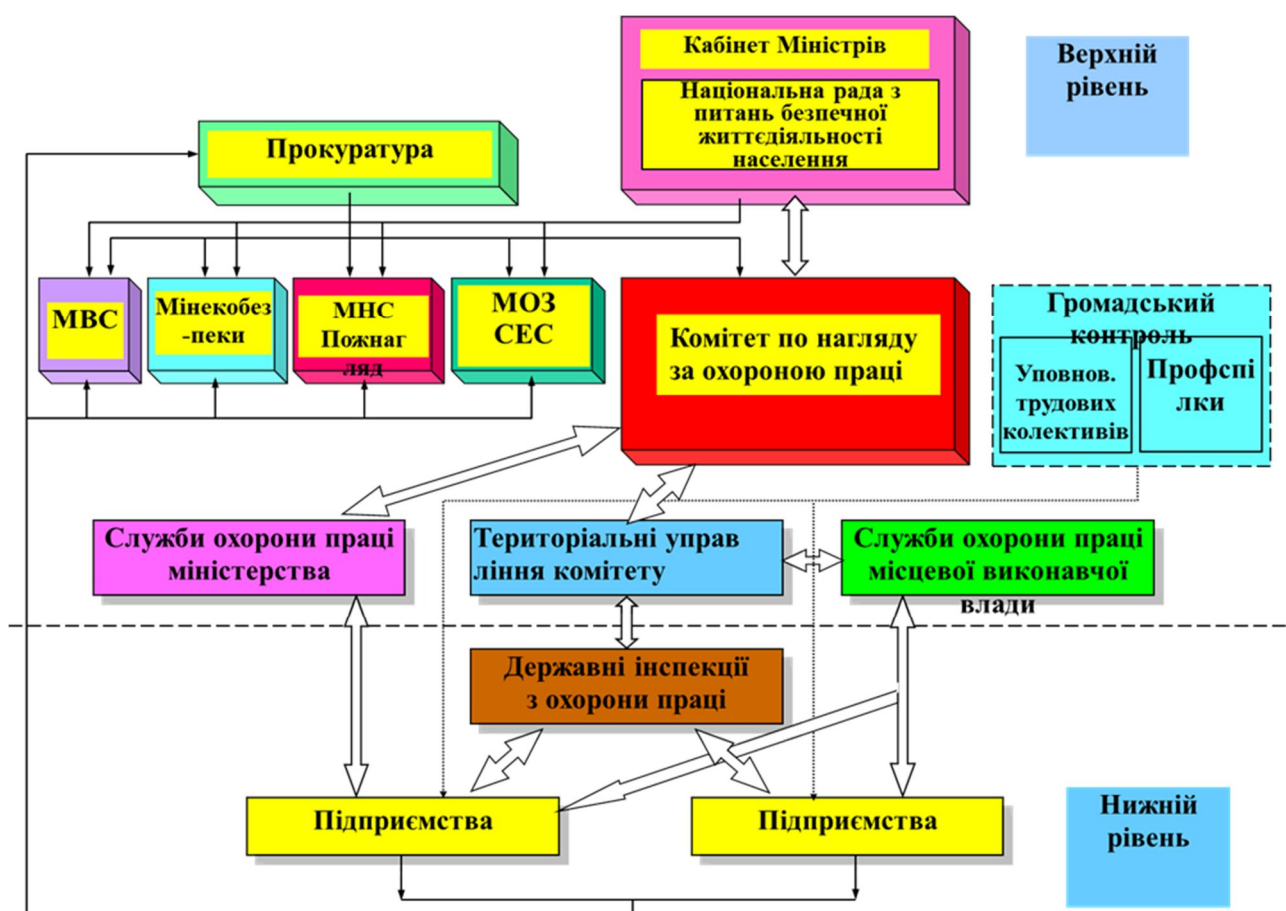 Кабінет Міністрів
Національна рада з
питань безпечної
життєдіяльності
населення
Верхній
рівень
Прокуратура
МВС
Мінекобез
-пеки
МНС
Пожнаг
ляд
МОЗ
СЕС
Комітет по нагляду
за охороною праці
Громадський
контроль
Уповнов.
трудових
колективів
Профспі
лки
Служби охорони праці
міністерства
Територіальні управ
ління комітету
Служби охорони праці
місцевої виконавчої
влади
Державні інспекції
з охорони праці
Підприємства
Підприємства
Нижній
рівень